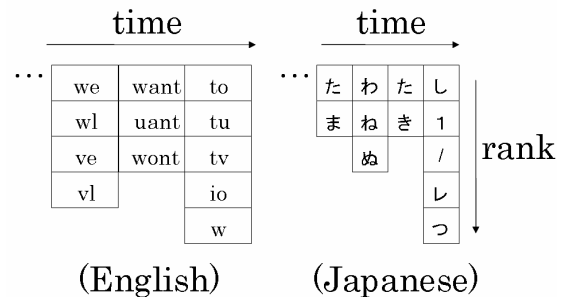 time time
… we want to … た わ た し
wl uant tu ま ね き 1
ve wont tv ぬ /
vl io レ
w つ
rank
(English) (Japanese)